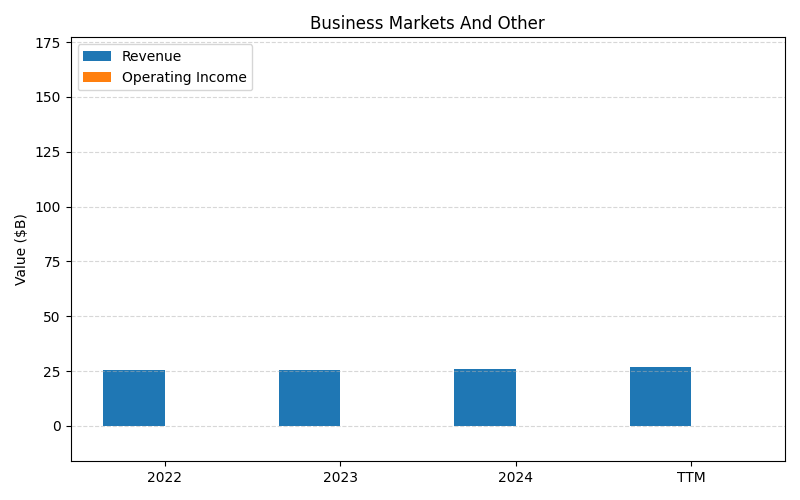 Business Markets And Other
175
150
125
100
75
50
25
0
Value ($B)
Revenue
Operating Income
2022
2023
2024
TTM